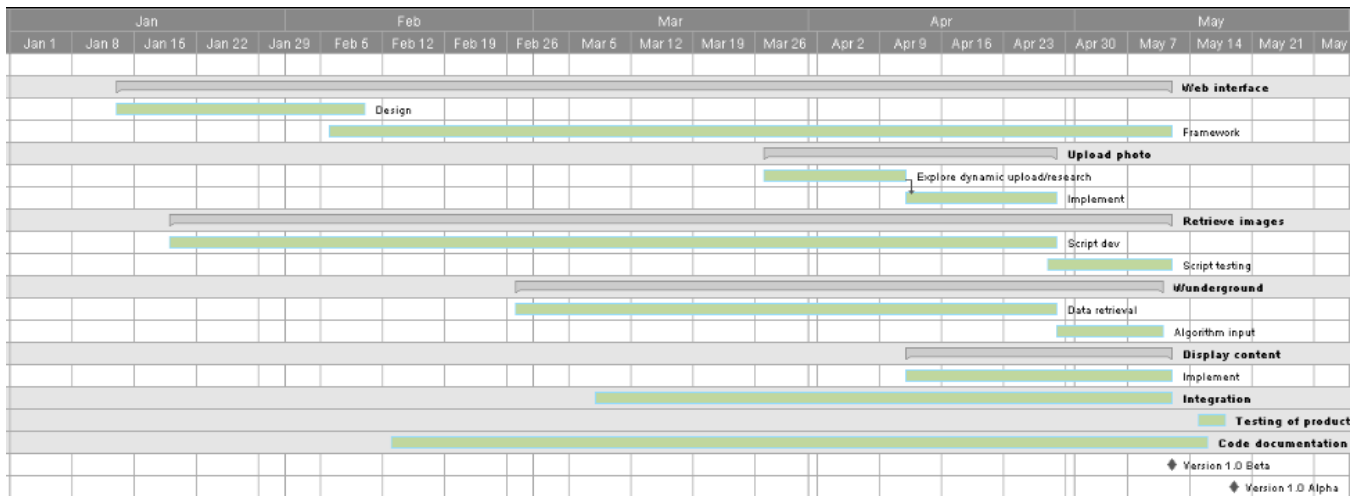 Jan Feb Mar Apr May
Jan 1 Jan 8 Jan 15 Jan 22 Jan 29 Feb 5 Feb 12 Feb 19 Feb 26 Mar 5 Mar 12 Mar 19 Mar 26 Apr 2 Apr 9 Apr 16 Apr 23 Apr 30 May 7 May 14 May 21 May
Web interface
Design
Framework
Upload photo
Explore dynamic upload/research
Implement
Retrieve images
Script dev
Script testing
Wunderground
Data retrieval
Algorithm input
Display content
Implement
Integration
Testing of product
Code documentation
Version 1.0 Beta
Version 1.0 Alpha